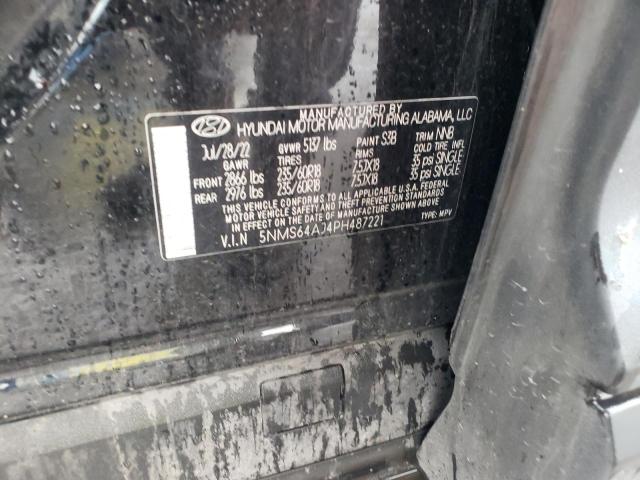 MANUFACTURED BY
HYUNDAI MOTOR MANUFACTURING ALABAMA, LLC
Jul/28/22 GVWR 5137 lbs PAINT S3B TRIM NNB
GAWR TIRES RIMS COLD TIRE INFL
FRONT 2866 lbs 235/60R18 7.5JX18 35 psi SINGLE
REAR 2976 lbs 235/60R18 7.5JX18 35 psi SINGLE
THIS VEHICLE CONFORMS TO ALL APPLICABLE U.S.A. FEDERAL
MOTOR VEHICLE SAFETY AND THEFT PREVENTION STANDARDS
IN EFFECT ON THE DATE OF MANUFACTURE SHOWN ABOVE.
V.I.N 5NMS64AJ4PH487221 TYPE: MPV